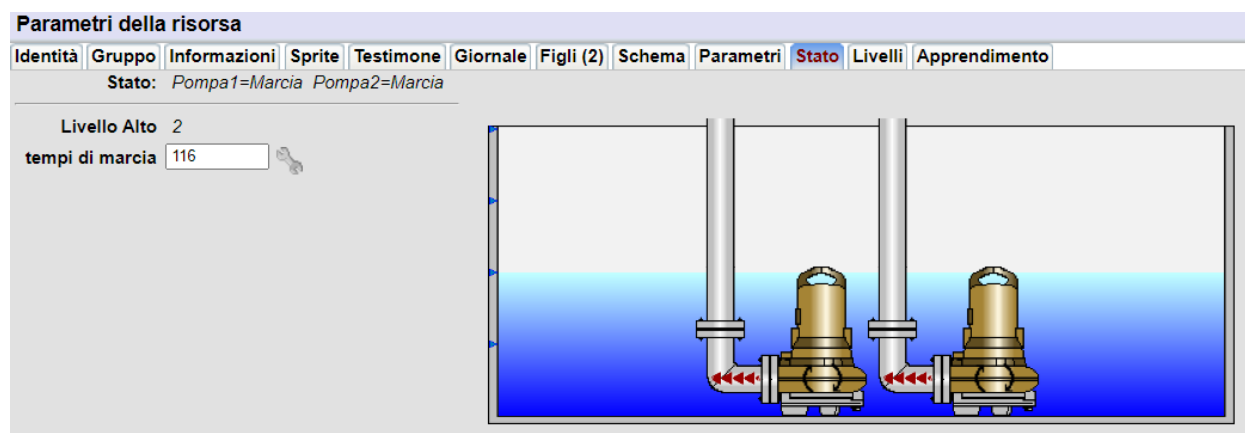 Parametri della risorsa
Identità Gruppo Informazioni Sprite Testimone Giornale Figli (2) Schema Parametri Stato Livelli Apprendimento
Stato: Pompa1=Marcia Pompa2=Marcia
Livello Alto 2
tempi di marcia 116